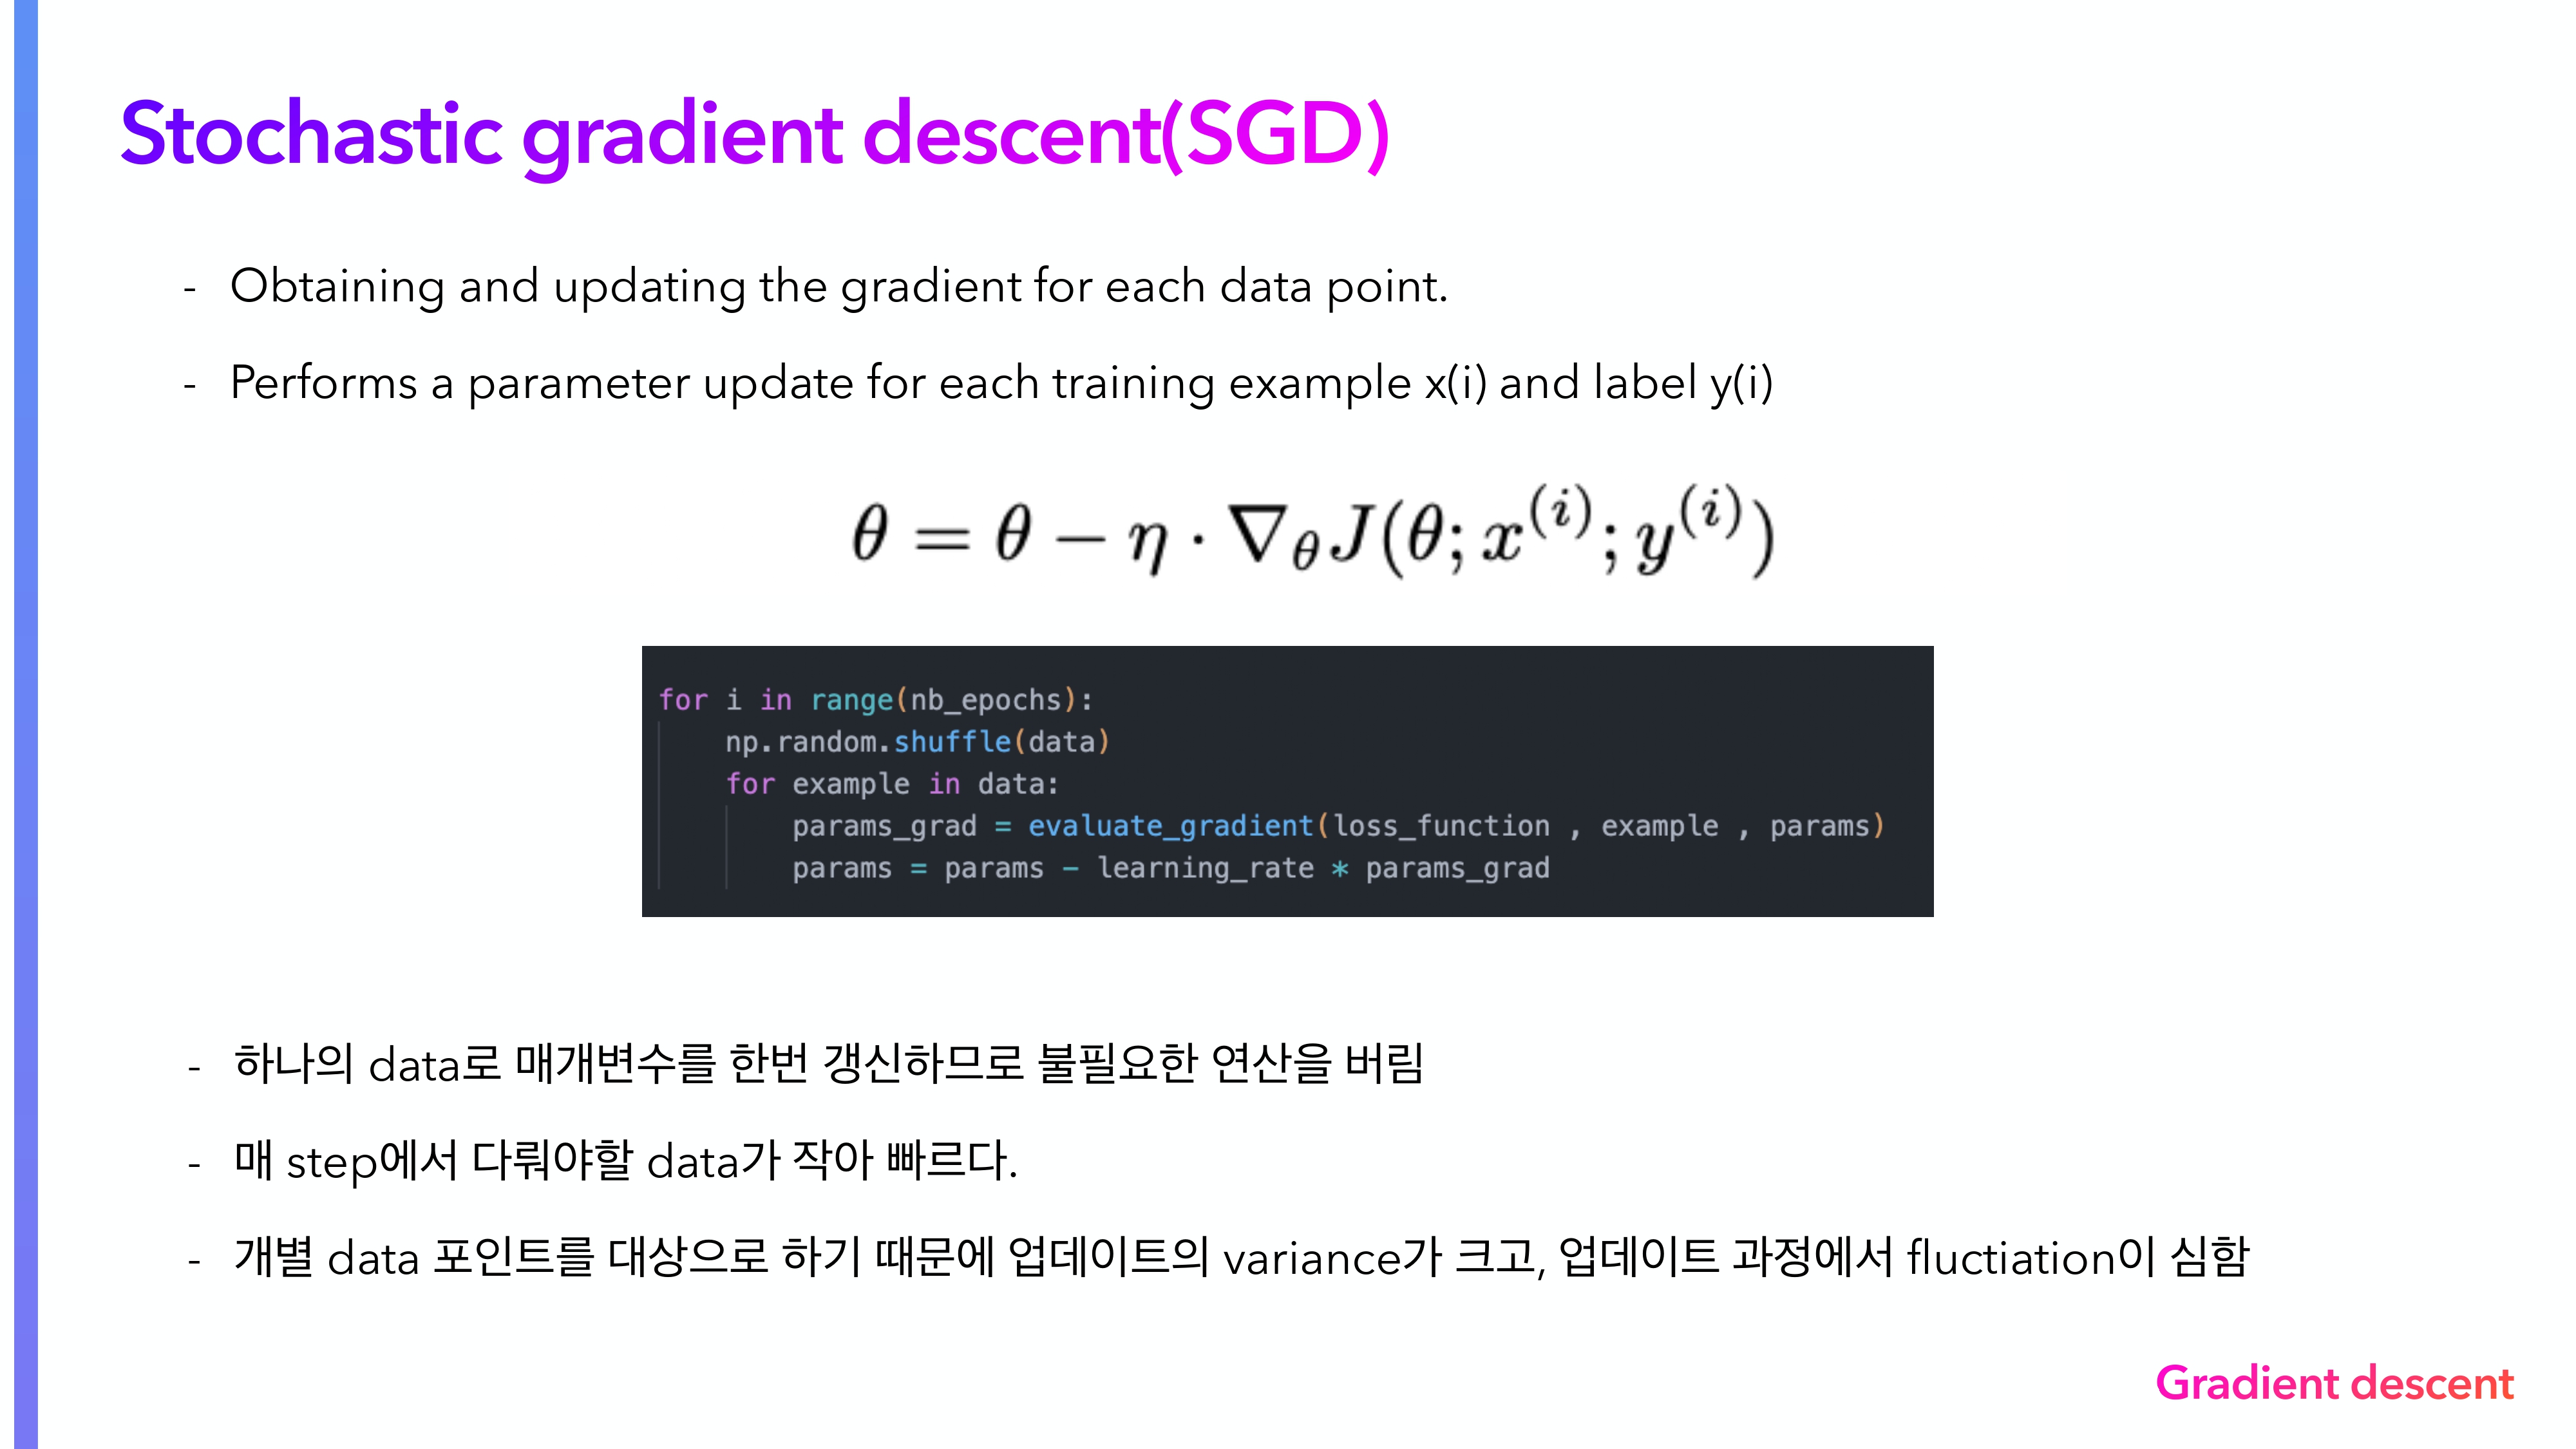 Stochastic gradient descent(SGD)
- Obtaining and updating the gradient for each data point.
- Performs a parameter update for each training example x(i) and label y(i)
θ = θ − η · ∇_θ J(θ; x^(i); y^(i))
for i in range(nb_epochs):
    np.random.shuffle(data)
    for example in data:
        params_grad = evaluate_gradient(loss_function , example , params)
        params = params - learning_rate * params_grad
- 하나의 data로 매개변수를 한번 갱신하므로 불필요한 연산을 버림
- 매 step에서 다뤄야할 data가 작아 빠르다.
- 개별 data 포인트를 대상으로 하기 때문에 업데이트의 variance가 크고, 업데이트 과정에서 fluctiation이 심함
Gradient descent